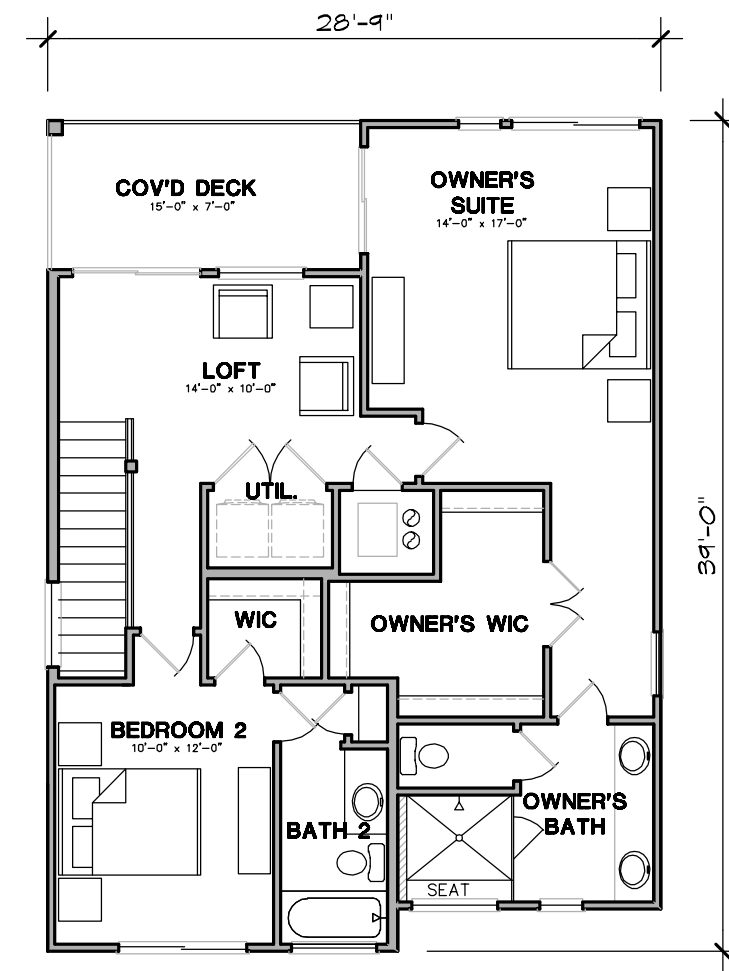 28'-9"
COV'D DECK
15'-0" x 7'-0"
OWNER'S
SUITE
14'-0" x 17'-0"
LOFT
14'-0" x 10'-0"
UTIL.
39'-0"
WIC
OWNER'S WIC
BEDROOM 2
10'-0" x 12'-0"
OWNER'S
BATH
BATH 2
SEAT